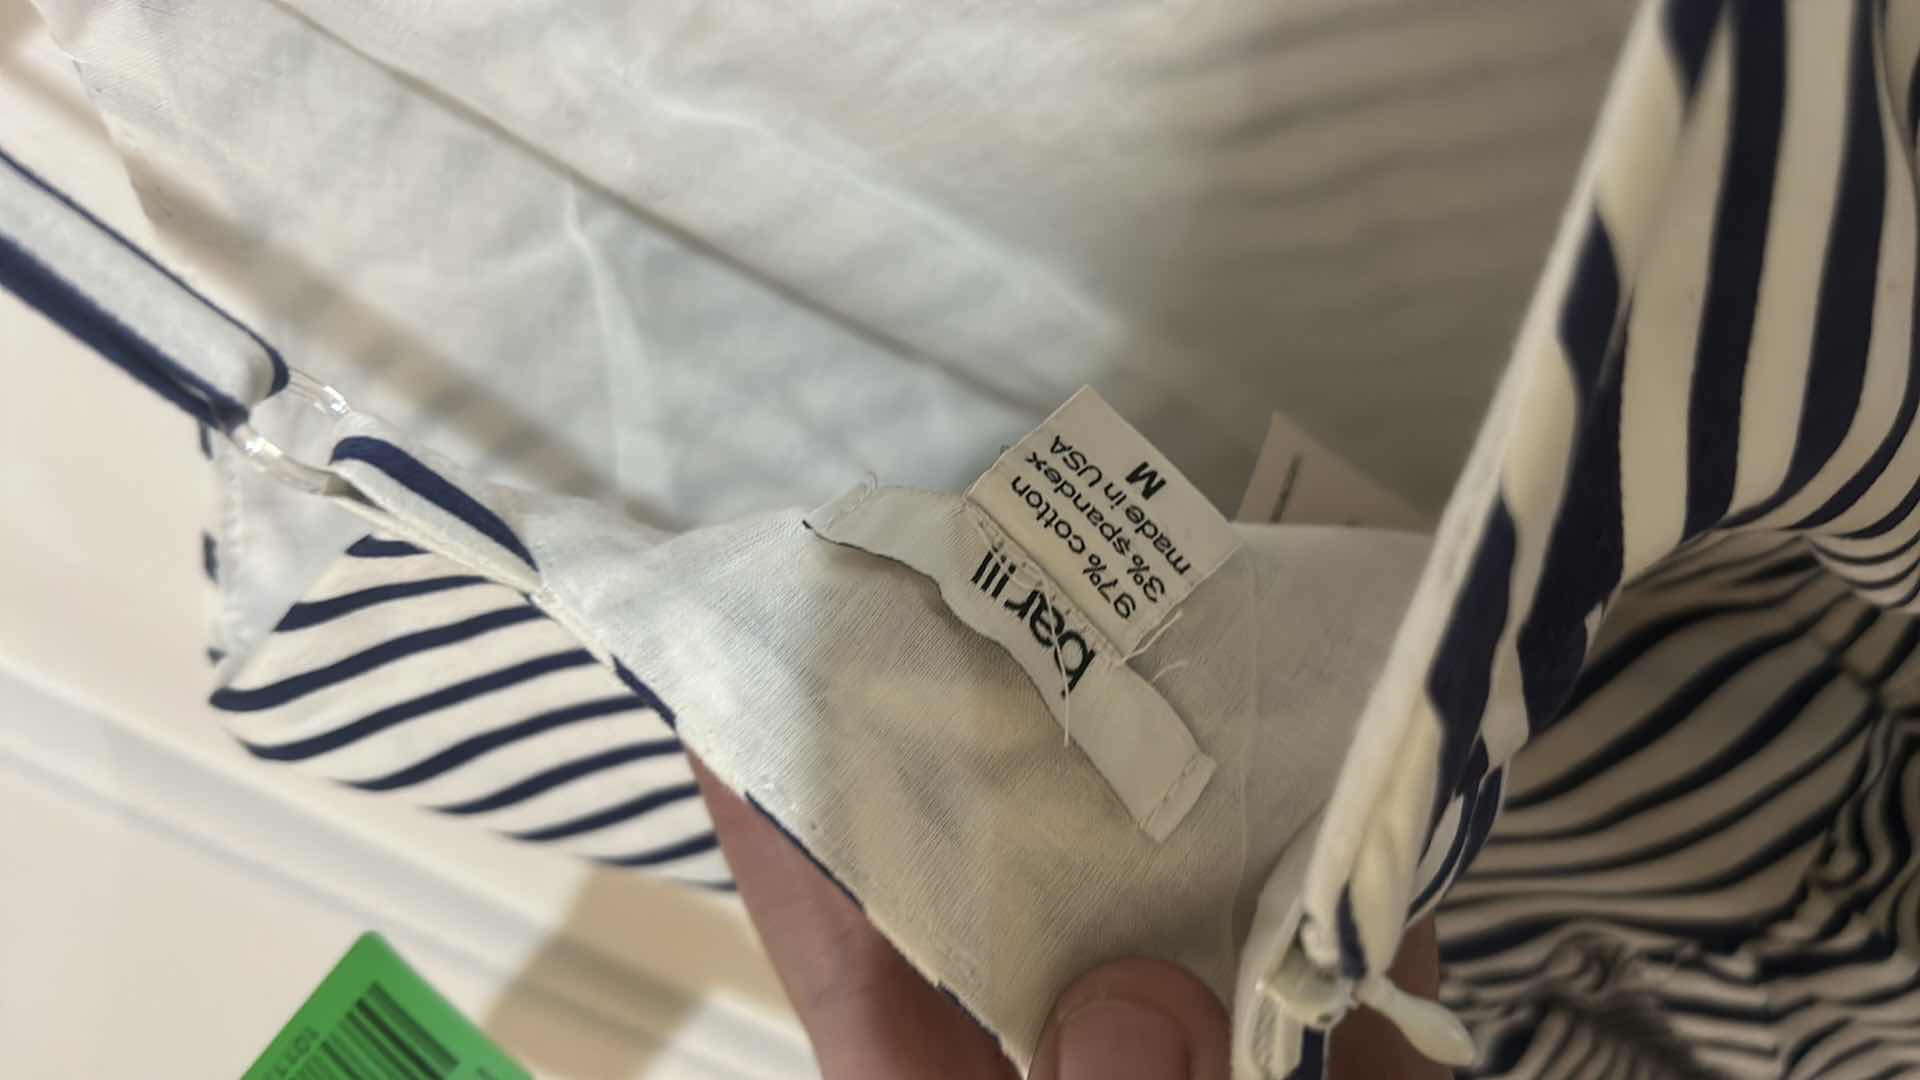 bar III
97% cotton
3% spandex
made in USA
M